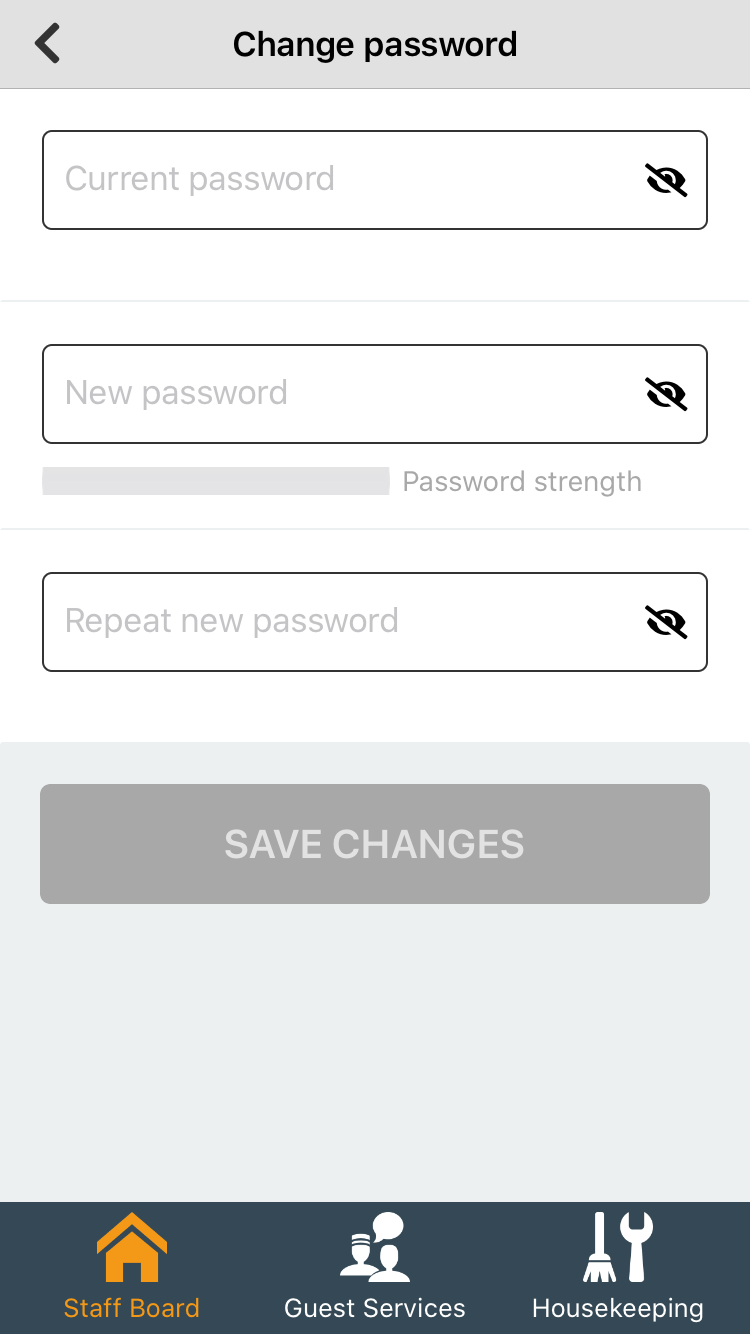 Change password
Current password
New password
Password strength
Repeat new password
SAVE CHANGES
Staff Board
Guest Services
Housekeeping